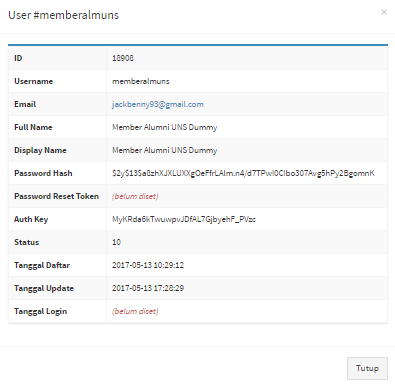 User #memberalmuns
×
ID 18908
Username memberalmuns
Email jackbenny93@gmail.com
Full Name Member Alumni UNS Dummy
Display Name Member Alumni UNS Dummy
Password Hash $2y$13$a8zhXJXLUXXgOeFfrLAlm.n4/d7TPwI0CIbo307Avg5hPy2BgomnK
Password Reset Token (belum diset)
Auth Key MyKRda6kTwuwpvJDfAL7GjbyehF_PVzc
Status 10
Tanggal Daftar 2017-05-13 10:29:12
Tanggal Update 2017-05-13 17:28:29
Tanggal Login (belum diset)
Tutup